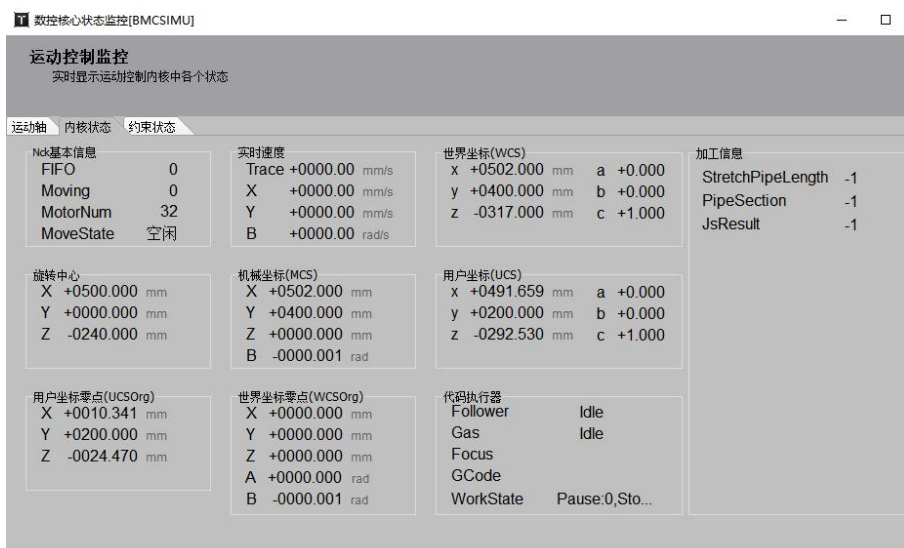 数控核心状态监控[BMCSIMU]
运动控制监控
实时显示运动控制内核中各个状态
运动轴 内核状态 约束状态
Nck基本信息
FIFO 0
Moving 0
MotorNum 32
MoveState 空闲
实时速度
Trace +0000.00 mm/s
X +0000.00 mm/s
Y +0000.00 mm/s
B +0000.00 rad/s
世界坐标(WCS)
x +0502.000 mm a +0.000
y +0400.000 mm b +0.000
z -0317.000 mm c +1.000
加工信息
StretchPipeLength -1
PipeSection -1
JsResult -1
旋转中心
X +0500.000 mm
Y +0000.000 mm
Z -0240.000 mm
机械坐标(MCS)
X +0502.000 mm
Y +0400.000 mm
Z +0000.000 mm
B -0000.001 rad
用户坐标(UCS)
x +0491.659 mm a +0.000
y +0200.000 mm b +0.000
z -0292.530 mm c +1.000
用户坐标零点(UCSOrg)
X +0010.341 mm
Y +0200.000 mm
Z -0024.470 mm
世界坐标零点(WCSOrg)
X +0000.000 mm
Y +0000.000 mm
Z +0000.000 mm
A +0000.000 rad
B -0000.001 rad
代码执行器
Follower Idle
Gas Idle
Focus
GCode
WorkState Pause:0,Sto...